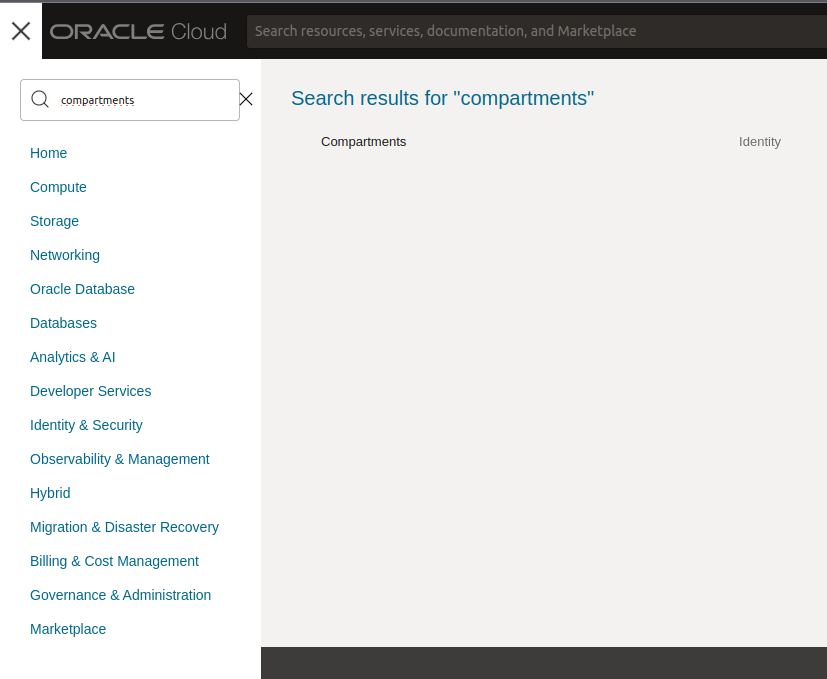 ORACLE Cloud
Search resources, services, documentation, and Marketplace
compartments
Home
Compute
Storage
Networking
Oracle Database
Databases
Analytics & AI
Developer Services
Identity & Security
Observability & Management
Hybrid
Migration & Disaster Recovery
Billing & Cost Management
Governance & Administration
Marketplace
Search results for "compartments"
Compartments Identity